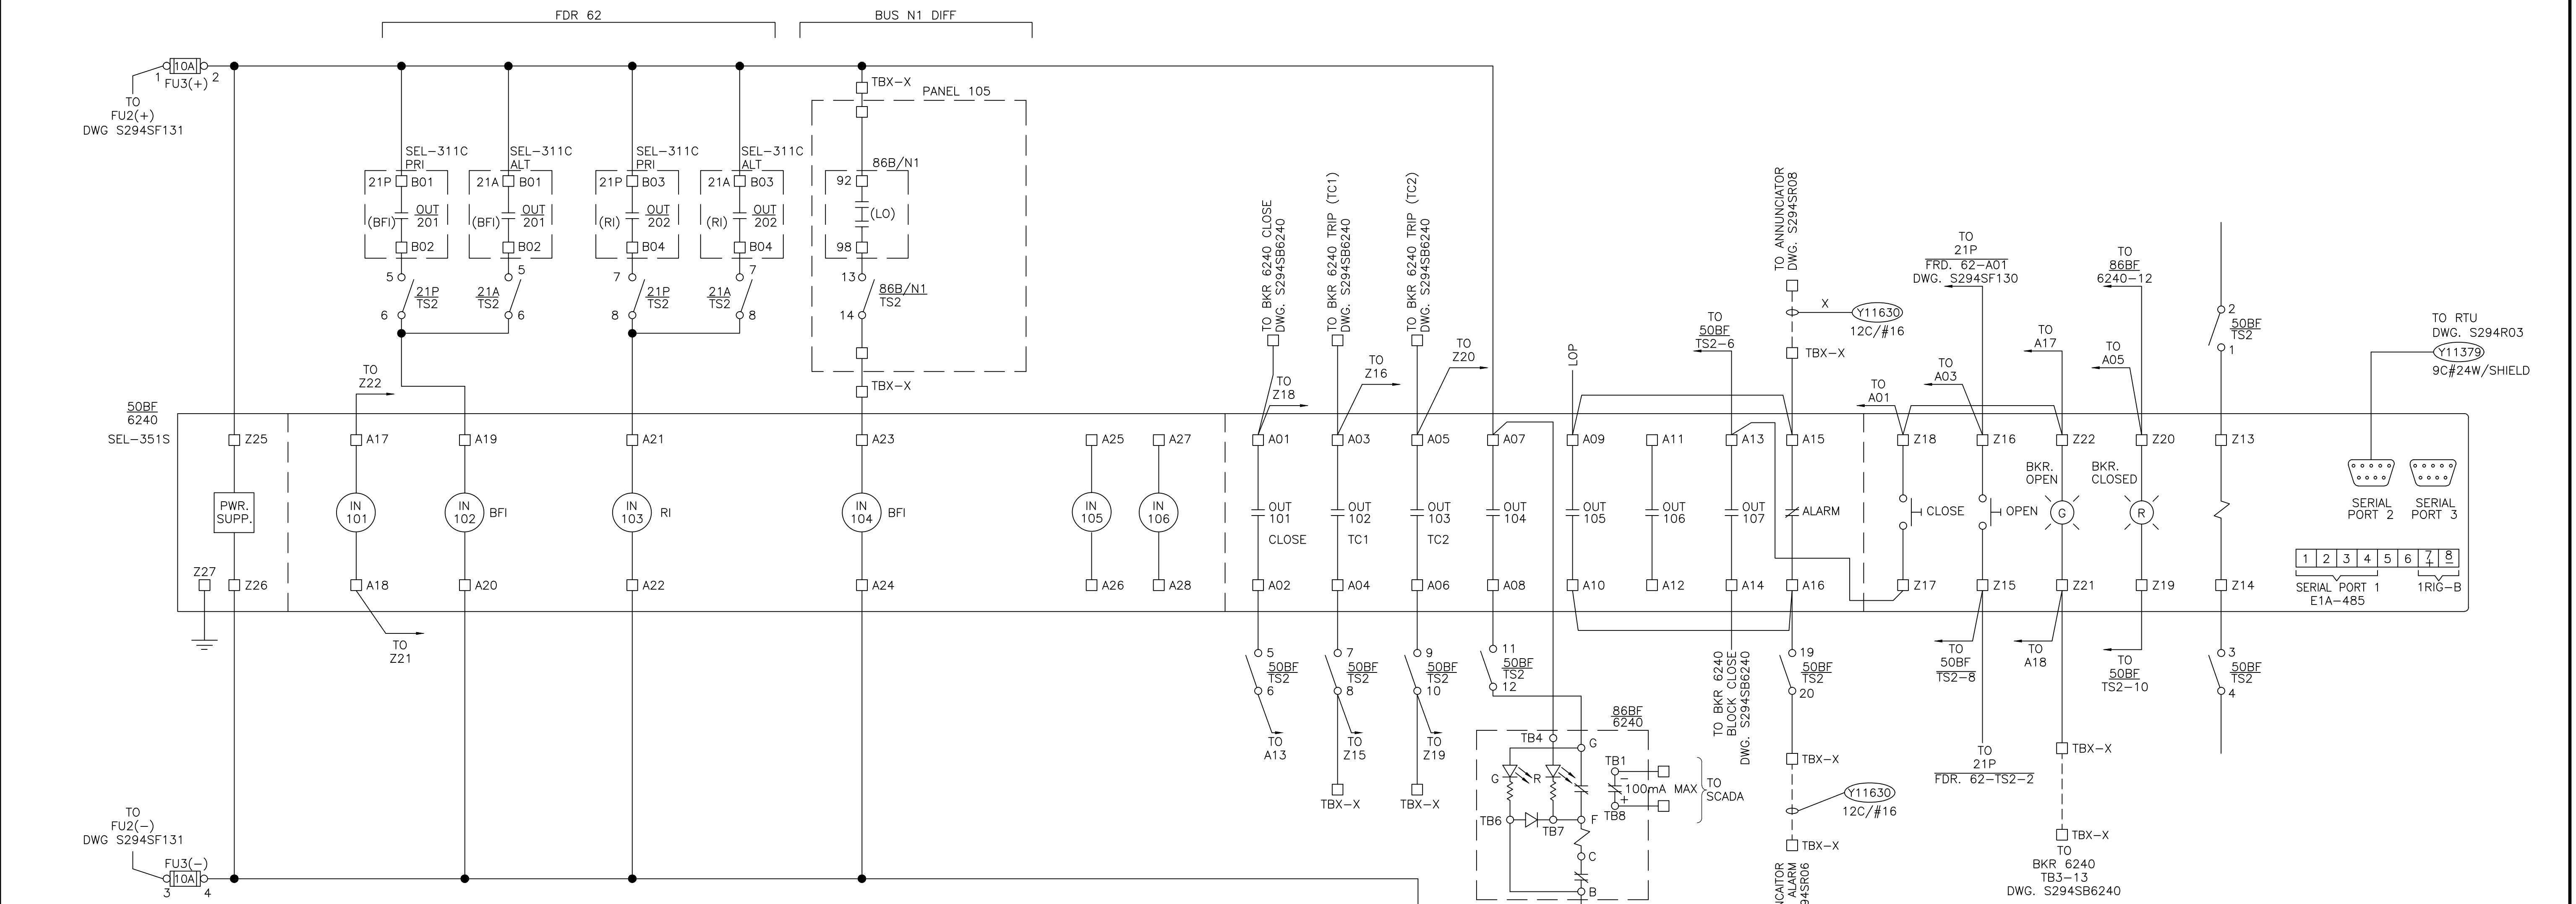 FDR 62
BUS N1 DIFF
10A
1
2
FU3(+)
TO
FU2(+)
DWG S294SF131
TBX-X
PANEL 105
SEL-311C
PRI
SEL-311C
ALT
SEL-311C
PRI
SEL-311C
ALT
86B/N1
21P
B01
21A
B01
21P
B03
21A
B03
92
(BFI)
OUT
201
(BFI)
OUT
201
(RI)
OUT
202
(RI)
OUT
202
(LO)
B02
B02
B04
B04
98
5
21P
TS2
6
5
21A
TS2
6
7
21P
TS2
8
7
21A
TS2
8
13
86B/N1
TS2
14
TBX-X
TO
Z22
TO BKR 6240 CLOSE
DWG. S294SB6240
TO BKR 6240 TRIP (TC1)
DWG. S294SB6240
TO BKR 6240 TRIP (TC2)
DWG. S294SB6240
TO
Z18
TO
Z16
TO
Z20
LOP
TO
50BF
TS2-6
TO ANNUNCIATOR
DWG. S294SR08
X
Y11630
12C/#16
TBX-X
TO
A01
TO
21P
FRD. 62-A01
DWG. S294SF130
TO
A03
TO
A17
TO
86BF
6240-12
TO
A05
2
50BF
TS2
1
TO RTU
DWG. S294R03
Y11379
9C#24W/SHIELD
50BF
6240
SEL-351S
Z25
A17
A19
A21
A23
A25
A27
A01
A03
A05
A07
A09
A11
A13
A15
Z18
Z16
Z22
Z20
Z13
PWR.
SUPP.
IN
101
IN
102
BFI
IN
103
RI
IN
104
BFI
IN
105
IN
106
OUT
101
CLOSE
OUT
102
TC1
OUT
103
TC2
OUT
104
OUT
105
OUT
106
OUT
107
ALARM
CLOSE
OPEN
BKR.
OPEN
G
BKR.
CLOSED
R
SERIAL
PORT 2
SERIAL
PORT 3
1 2 3 4 5 6 7 8
+ −
SERIAL PORT 1
E1A-485
1RIG-B
Z27
Z26
A18
A20
A22
A24
A26
A28
A02
A04
A06
A08
A10
A12
A14
A16
Z17
Z15
Z21
Z19
Z14
TO
Z21
5
50BF
TS2
6
TO
A13
7
50BF
TS2
8
TO
Z15
TBX-X
9
50BF
TS2
10
TO
Z19
TBX-X
11
50BF
TS2
12
86BF
6240
TB4
G
G
R
TB1
−
100mA MAX
+
TB8
TO
SCADA
TB6
TB7
F
C
B
TO BKR 6240
BLOCK CLOSE
DWG. S294SB6240
19
50BF
TS2
20
TBX-X
Y11630
12C/#16
TBX-X
NCAITOR
ALARM
94SR06
TO
50BF
TS2-8
TO
21P
FDR. 62-TS2-2
TO
A18
TBX-X
TBX-X
TO
BKR 6240
TB3-13
DWG. S294SB6240
TO
50BF
TS2-10
3
50BF
TS2
4
TO
FU2(−)
DWG S294SF131
FU3(−)
10A
3
4